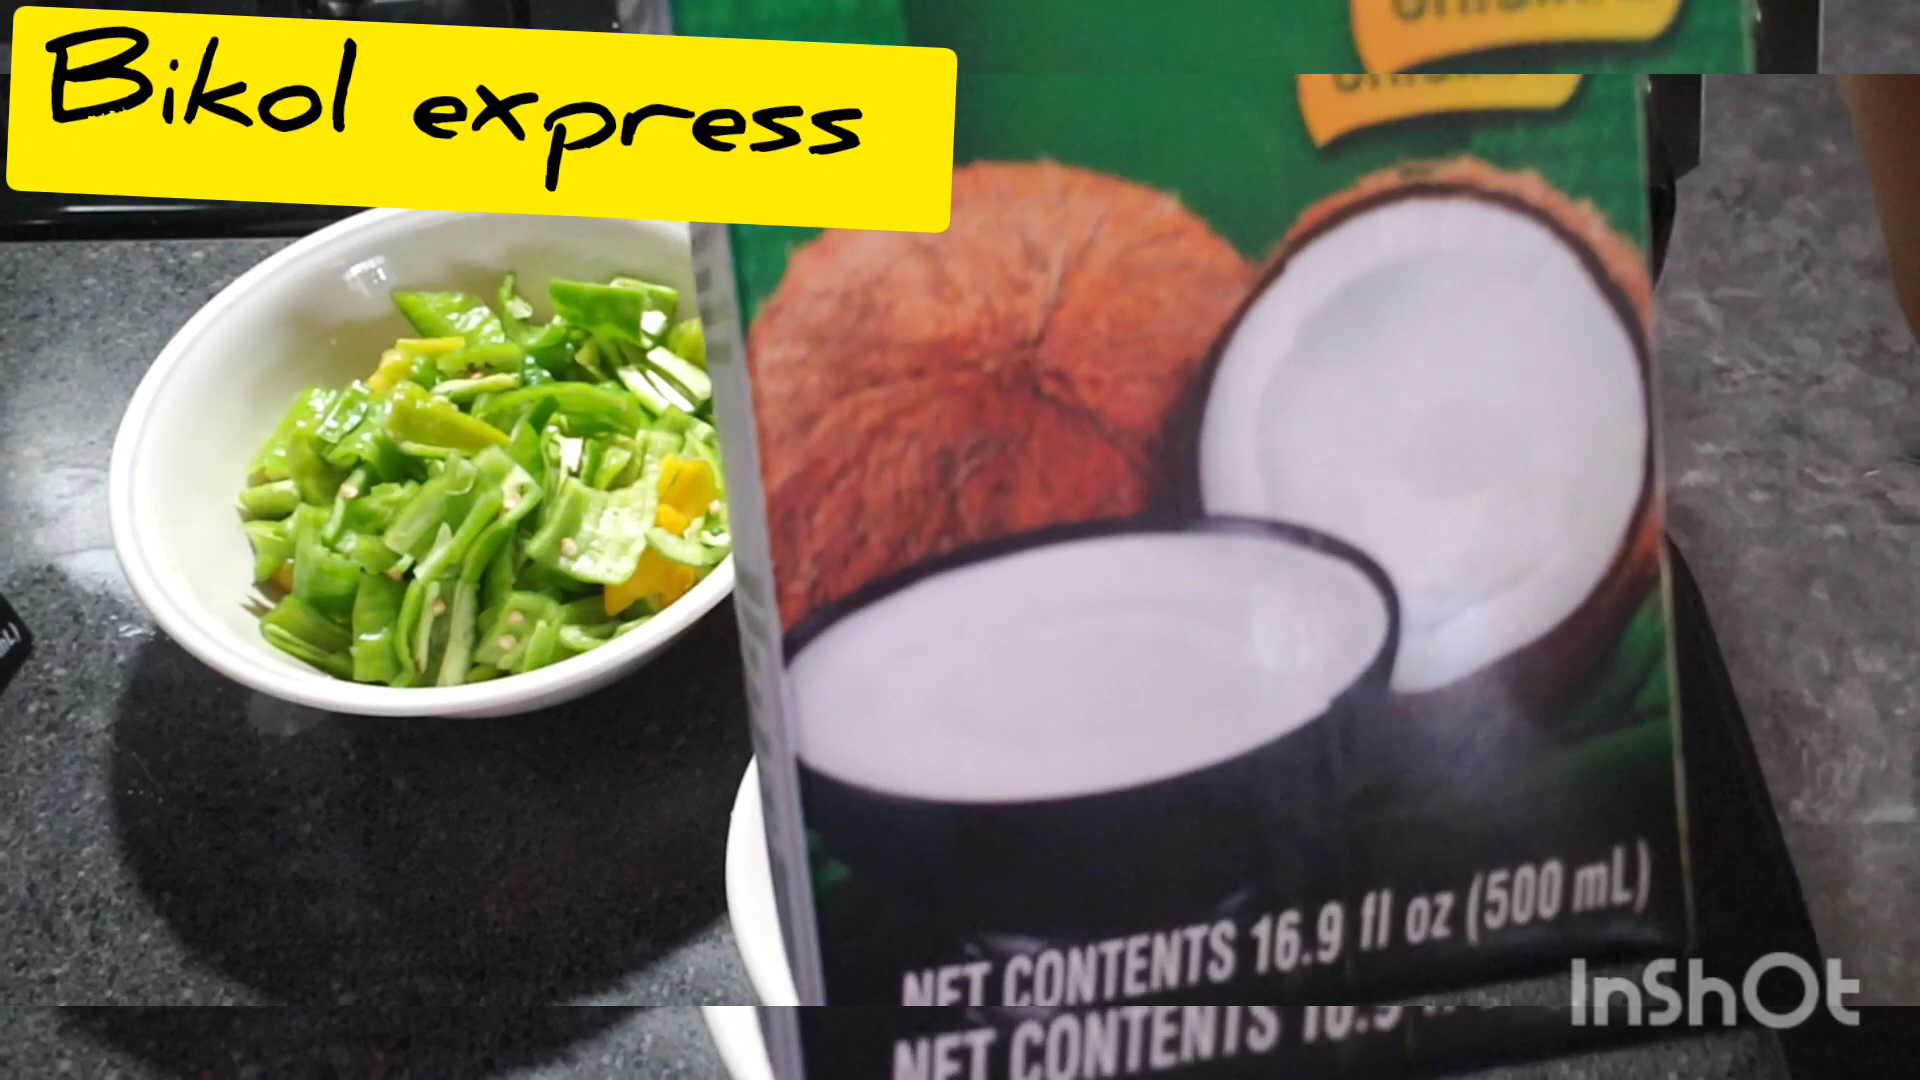 Bikol express
NET CONTENTS 16.9 fl oz (500 mL)
NET CONTENTS
InShOt